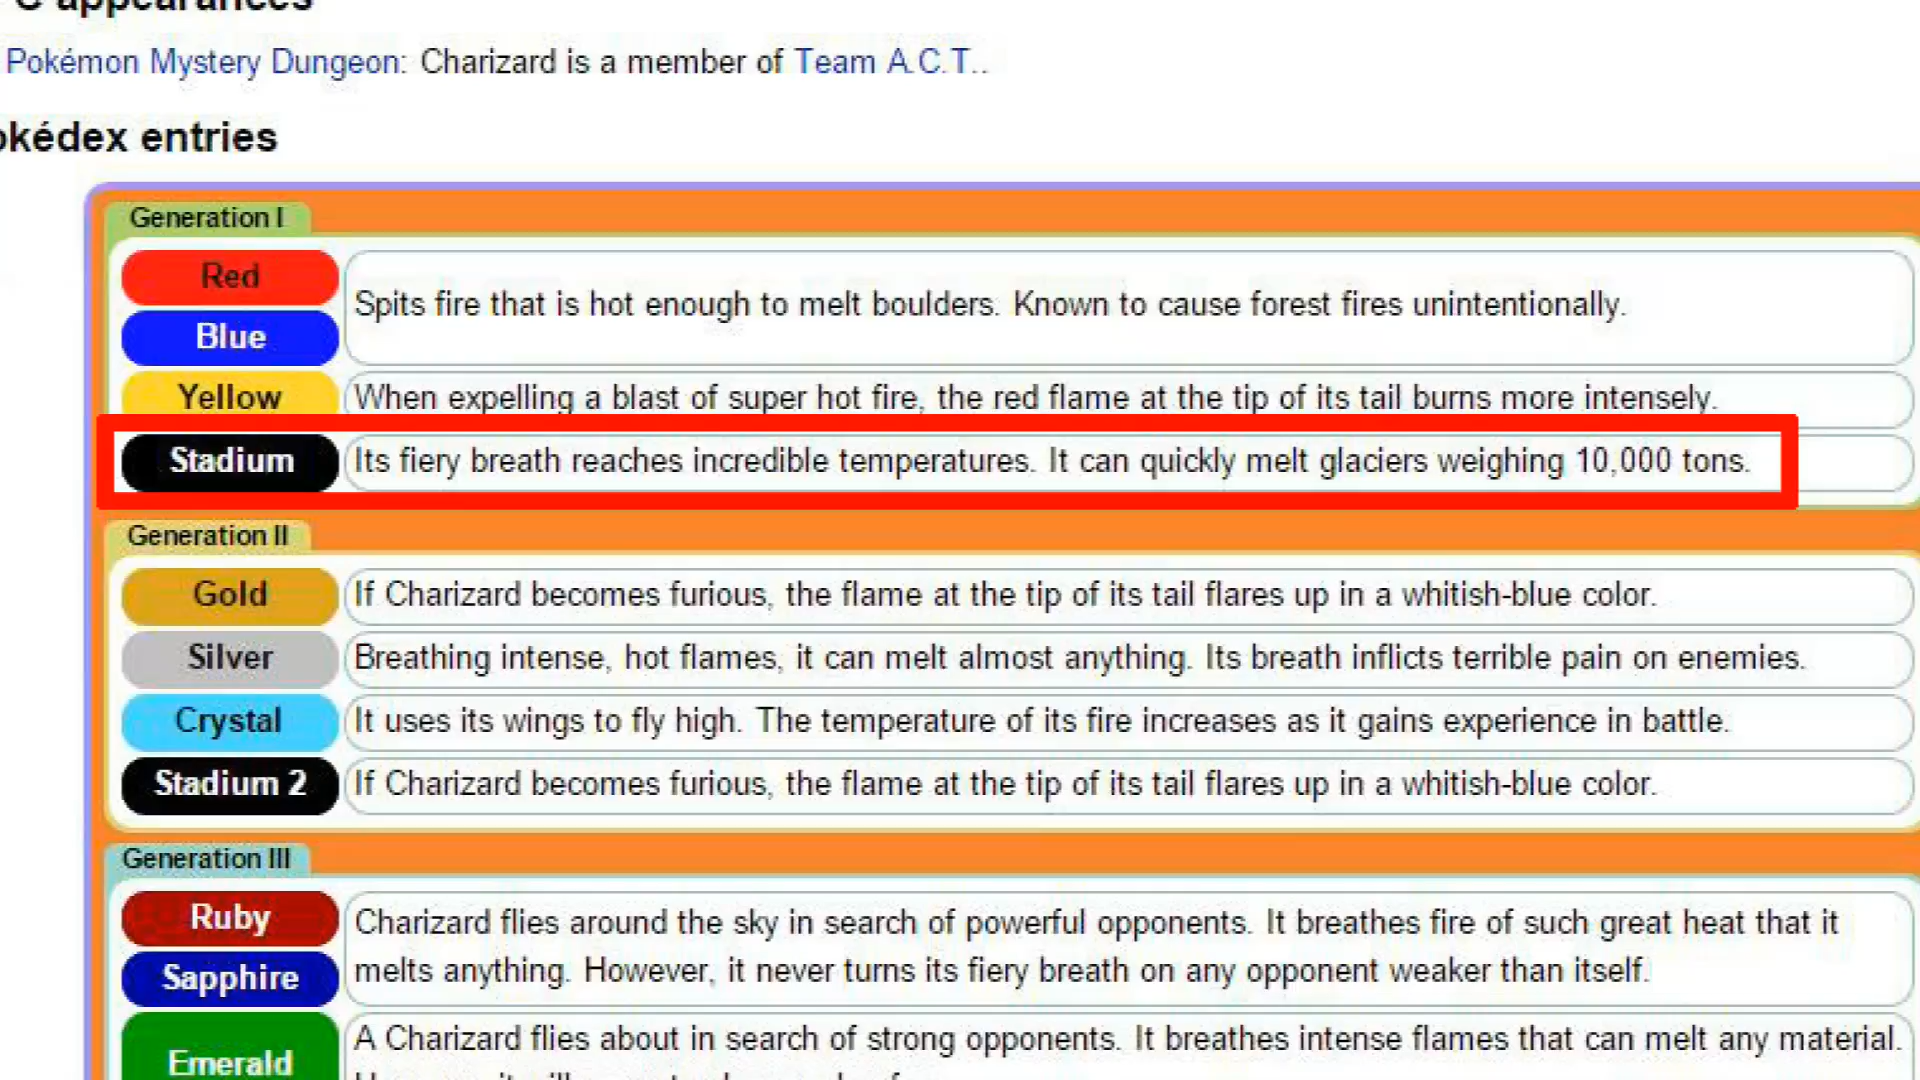 C appearances
Pokémon Mystery Dungeon: Charizard is a member of Team A.C.T..
okédex entries
Generation I
Red
Blue
Spits fire that is hot enough to melt boulders. Known to cause forest fires unintentionally.
Yellow
When expelling a blast of super hot fire, the red flame at the tip of its tail burns more intensely.
Stadium
Its fiery breath reaches incredible temperatures. It can quickly melt glaciers weighing 10,000 tons.
Generation II
Gold
If Charizard becomes furious, the flame at the tip of its tail flares up in a whitish-blue color.
Silver
Breathing intense, hot flames, it can melt almost anything. Its breath inflicts terrible pain on enemies.
Crystal
It uses its wings to fly high. The temperature of its fire increases as it gains experience in battle.
Stadium 2
If Charizard becomes furious, the flame at the tip of its tail flares up in a whitish-blue color.
Generation III
Ruby
Sapphire
Charizard flies around the sky in search of powerful opponents. It breathes fire of such great heat that it
melts anything. However, it never turns its fiery breath on any opponent weaker than itself.
Emerald
A Charizard flies about in search of strong opponents. It breathes intense flames that can melt any material.